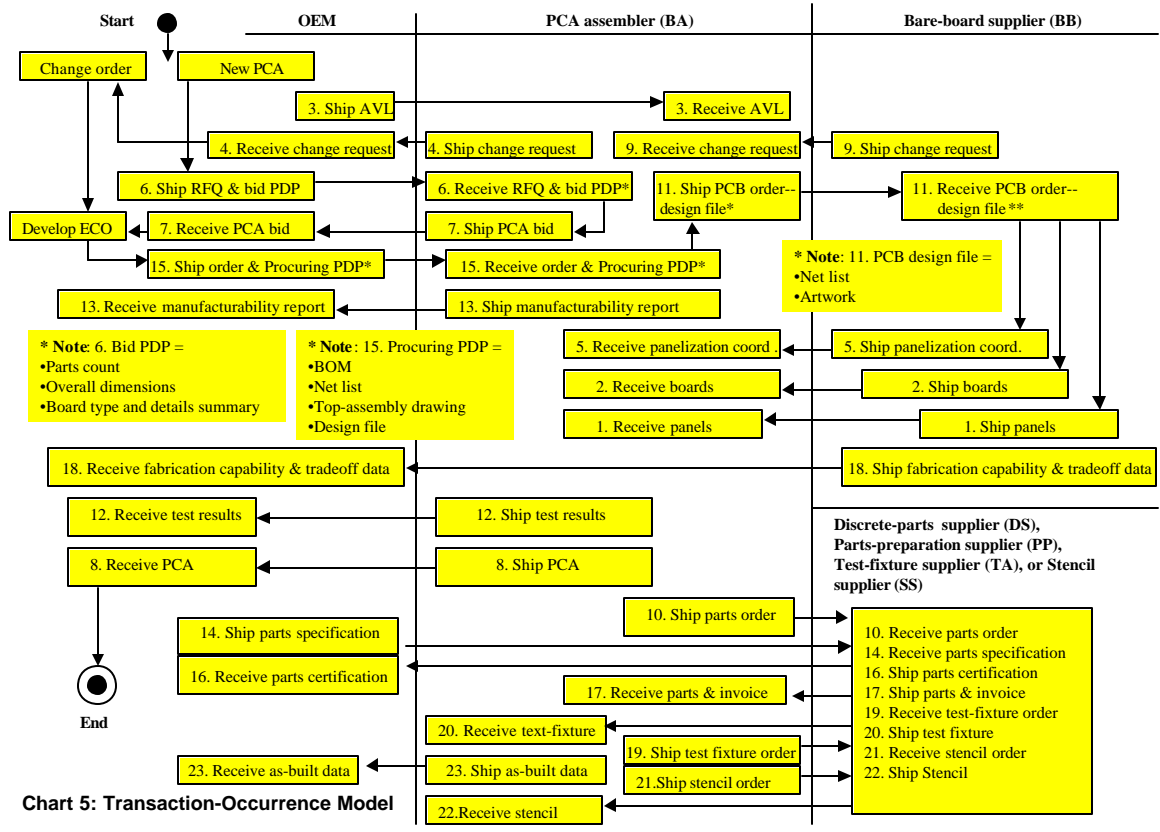 Start
OEM
PCA assembler (BA)
Bare-board supplier (BB)
Change order
New PCA
3. Ship AVL
3. Receive AVL
4. Receive change request
4. Ship change request
9. Receive change request
9. Ship change request
6. Ship RFQ & bid PDP
6. Receive RFQ & bid PDP*
11. Ship PCB order--
design file*
11. Receive PCB order--
design file **
Develop ECO
7. Receive PCA bid
7. Ship PCA bid
15. Ship order & Procuring PDP*
15. Receive order & Procuring PDP*
* Note: 11. PCB design file =
•Net list
•Artwork
13. Receive manufacturability report
13. Ship manufacturability report
* Note: 6. Bid PDP =
•Parts count
•Overall dimensions
•Board type and details summary
* Note: 15. Procuring PDP =
•BOM
•Net list
•Top-assembly drawing
•Design file
5. Receive panelization coord .
5. Ship panelization coord.
2. Receive boards
2. Ship boards
1. Receive panels
1. Ship panels
18. Receive fabrication capability & tradeoff data
18. Ship fabrication capability & tradeoff data
12. Receive test results
12. Ship test results
Discrete-parts supplier (DS),
Parts-preparation supplier (PP),
Test-fixture supplier (TA), or Stencil
supplier (SS)
8. Receive PCA
8. Ship PCA
10. Ship parts order
14. Ship parts specification
16. Receive parts certification
10. Receive parts order
14. Receive parts specification
16. Ship parts certification
17. Ship parts & invoice
19. Receive test-fixture order
20. Ship test fixture
21. Receive stencil order
22. Ship Stencil
17. Receive parts & invoice
End
20. Receive text-fixture
19. Ship test fixture order
23. Receive as-built data
23. Ship as-built data
21.Ship stencil order
Chart 5: Transaction-Occurrence Model
22.Receive stencil